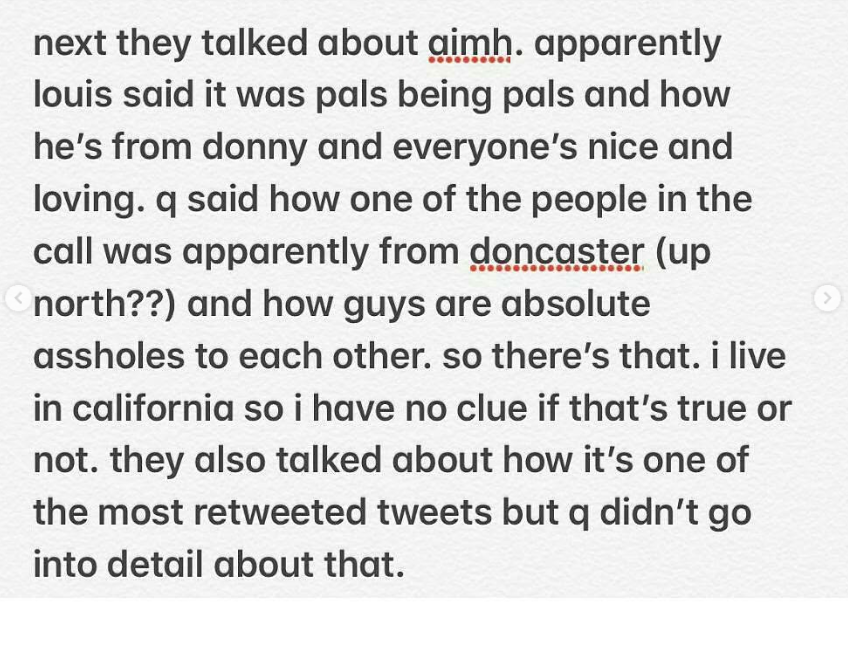 next they talked about aimh. apparently
louis said it was pals being pals and how
he's from donny and everyone's nice and
loving. q said how one of the people in the
call was apparently from doncaster (up
north??) and how guys are absolute
assholes to each other. so there's that. i live
in california so i have no clue if that's true or
not. they also talked about how it's one of
the most retweeted tweets but q didn't go
into detail about that.